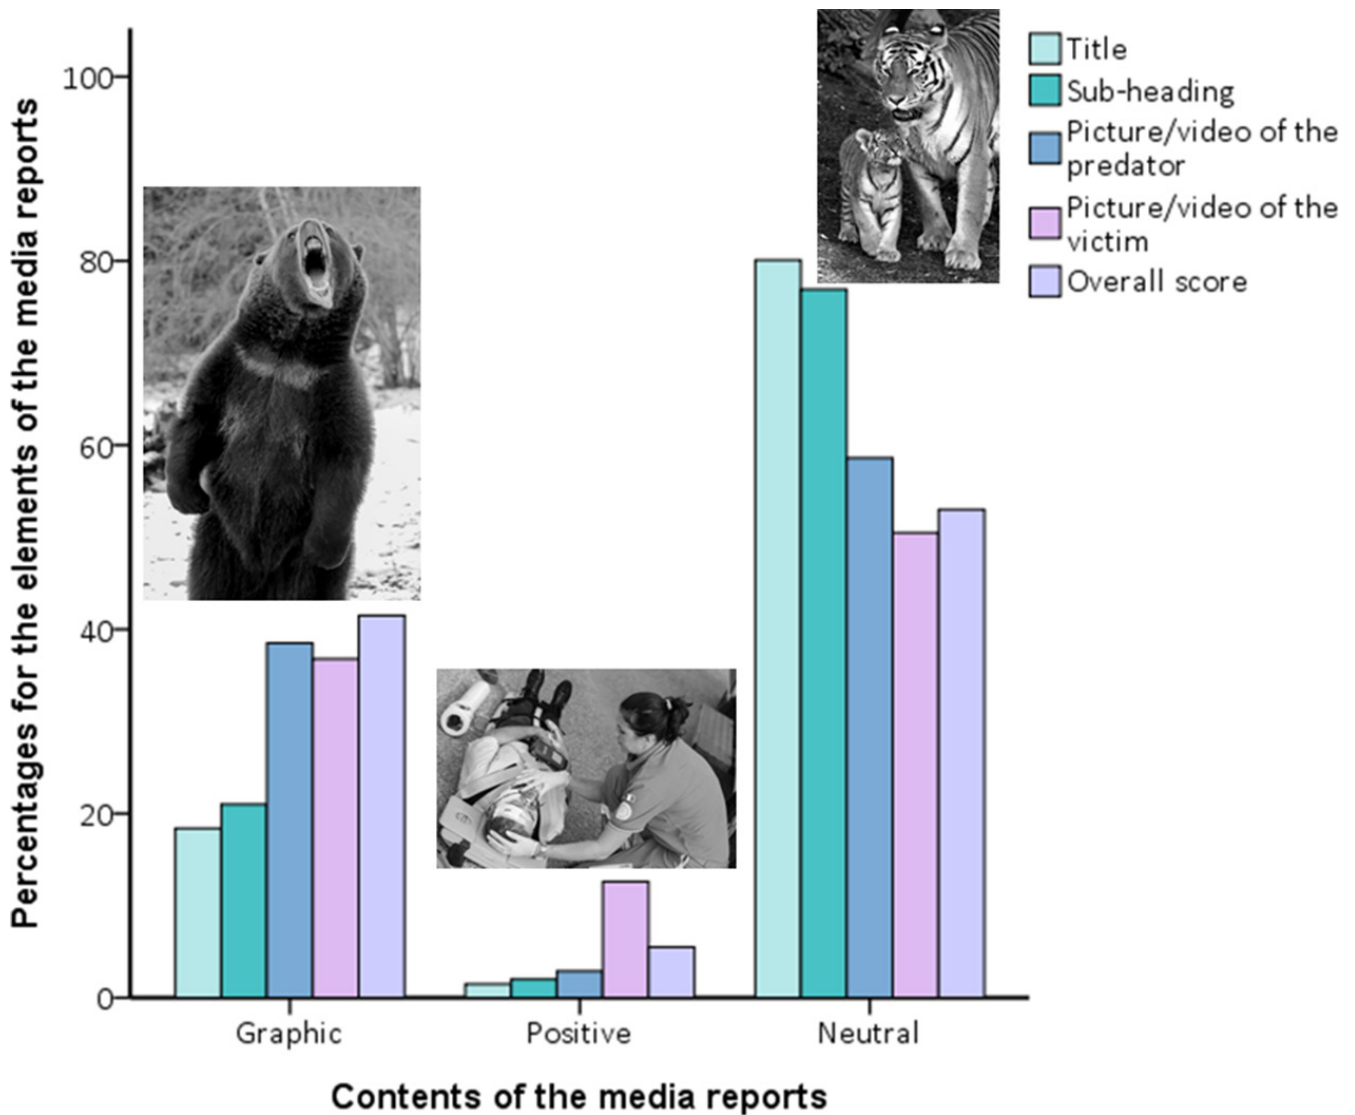 Percentages for the elements of the media reports
100
80
60
40
20
0
Graphic
Positive
Neutral
Contents of the media reports
Title
Sub-heading
Picture/video of the
predator
Picture/video of the
victim
Overall score